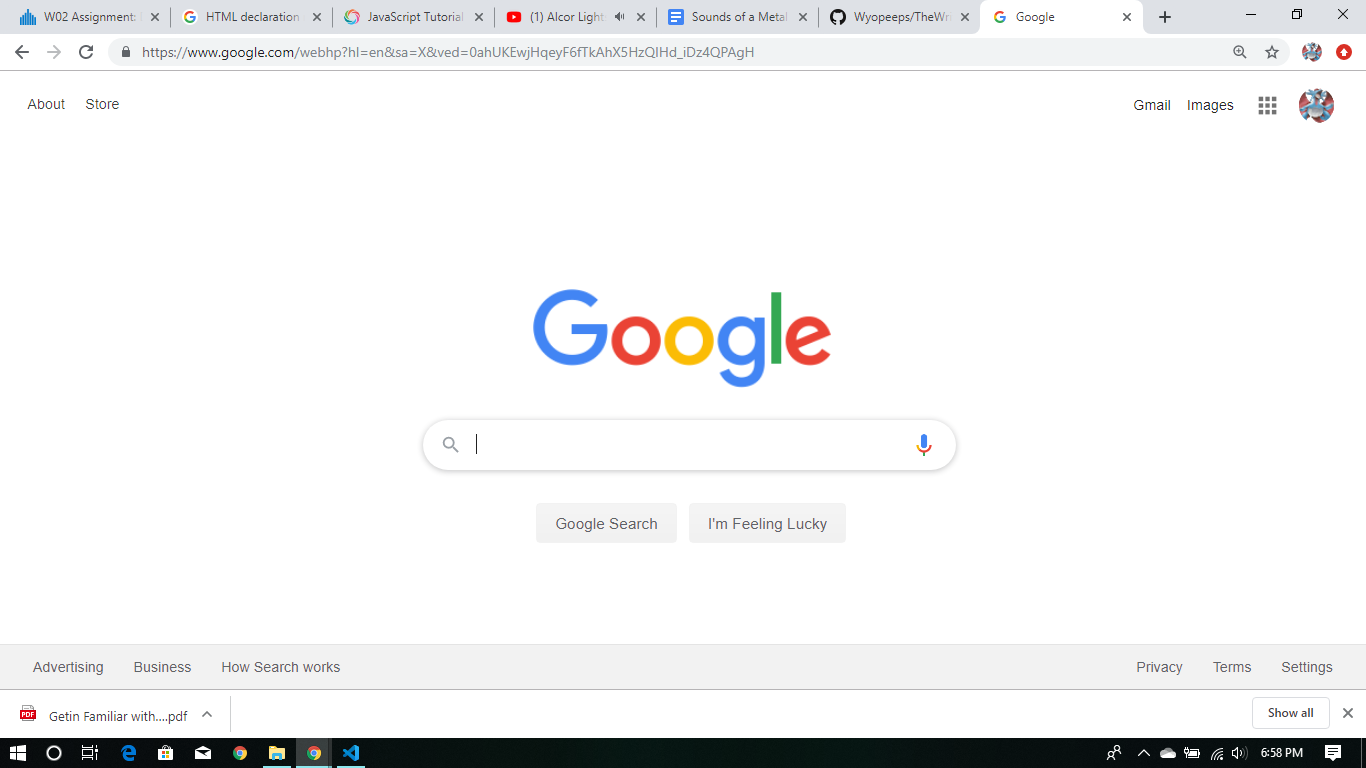 W02 Assignment:
HTML declaration
JavaScript Tutorial
(1) Alcor Light
Sounds of a Metal
Wyopeeps/TheWri
Google
https://www.google.com/webhp?hl=en&sa=X&ved=0ahUKEwjHqeyF6fTkAhX5HzQIHd_iDz4QPAgH
About
Store
Gmail
Images
Google
Google Search
I'm Feeling Lucky
Advertising
Business
How Search works
Privacy
Terms
Settings
PDF
Getin Familiar with....pdf
Show all
6:58 PM